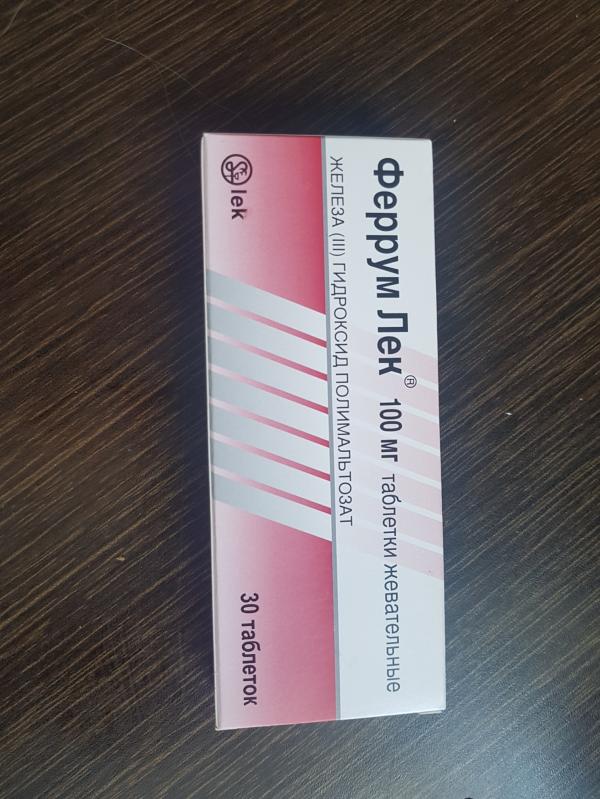 Феррум Лек® 100 мг таблетки жевательные
ЖЕЛЕЗА (III) ГИДРОКСИД ПОЛИМАЛЬТОЗАТ
lek
30 таблеток